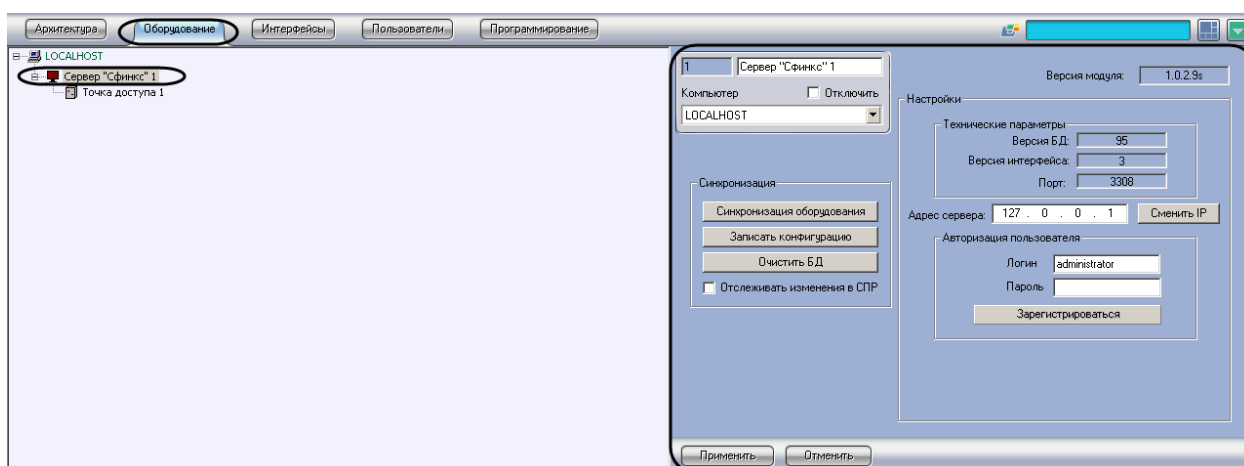 Архитектура Оборудование Интерфейсы Пользователи Программирование
LOCALHOST
Сервер "Сфинкс" 1
Точка доступа 1
1 Сервер "Сфинкс" 1
Компьютер Отключить
LOCALHOST
Синхронизация
Синхронизация оборудования
Записать конфигурацию
Очистить БД
Отслеживать изменения в СПР
Версия модуля: 1.0.2.9s
Настройки
Технические параметры
Версия БД: 95
Версия интерфейса: 3
Порт: 3308
Адрес сервера: 127 . 0 . 0 . 1 Сменить IP
Авторизация пользователя
Логин administrator
Пароль
Зарегистрироваться
Применить Отменить